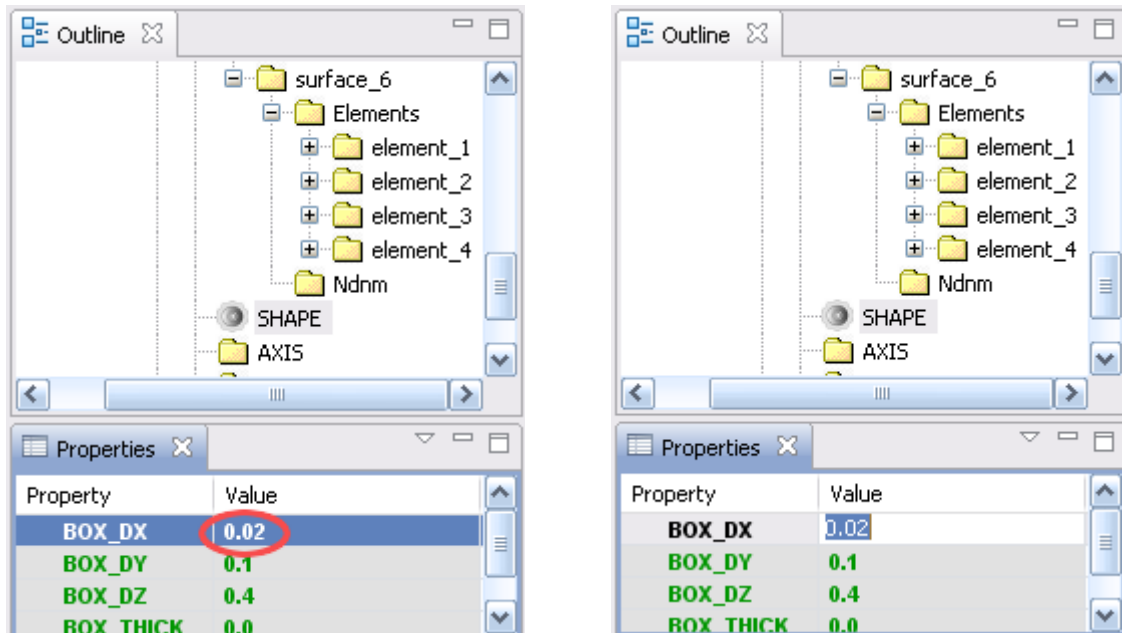 Outline
surface_6
Elements
element_1
element_2
element_3
element_4
Ndnm
SHAPE
AXIS
Properties
Property Value
BOX_DX 0.02
BOX_DY 0.1
BOX_DZ 0.4
BOX_THICK 0.0
Outline
surface_6
Elements
element_1
element_2
element_3
element_4
Ndnm
SHAPE
AXIS
Properties
Property Value
BOX_DX 0.02
BOX_DY 0.1
BOX_DZ 0.4
BOX_THICK 0.0